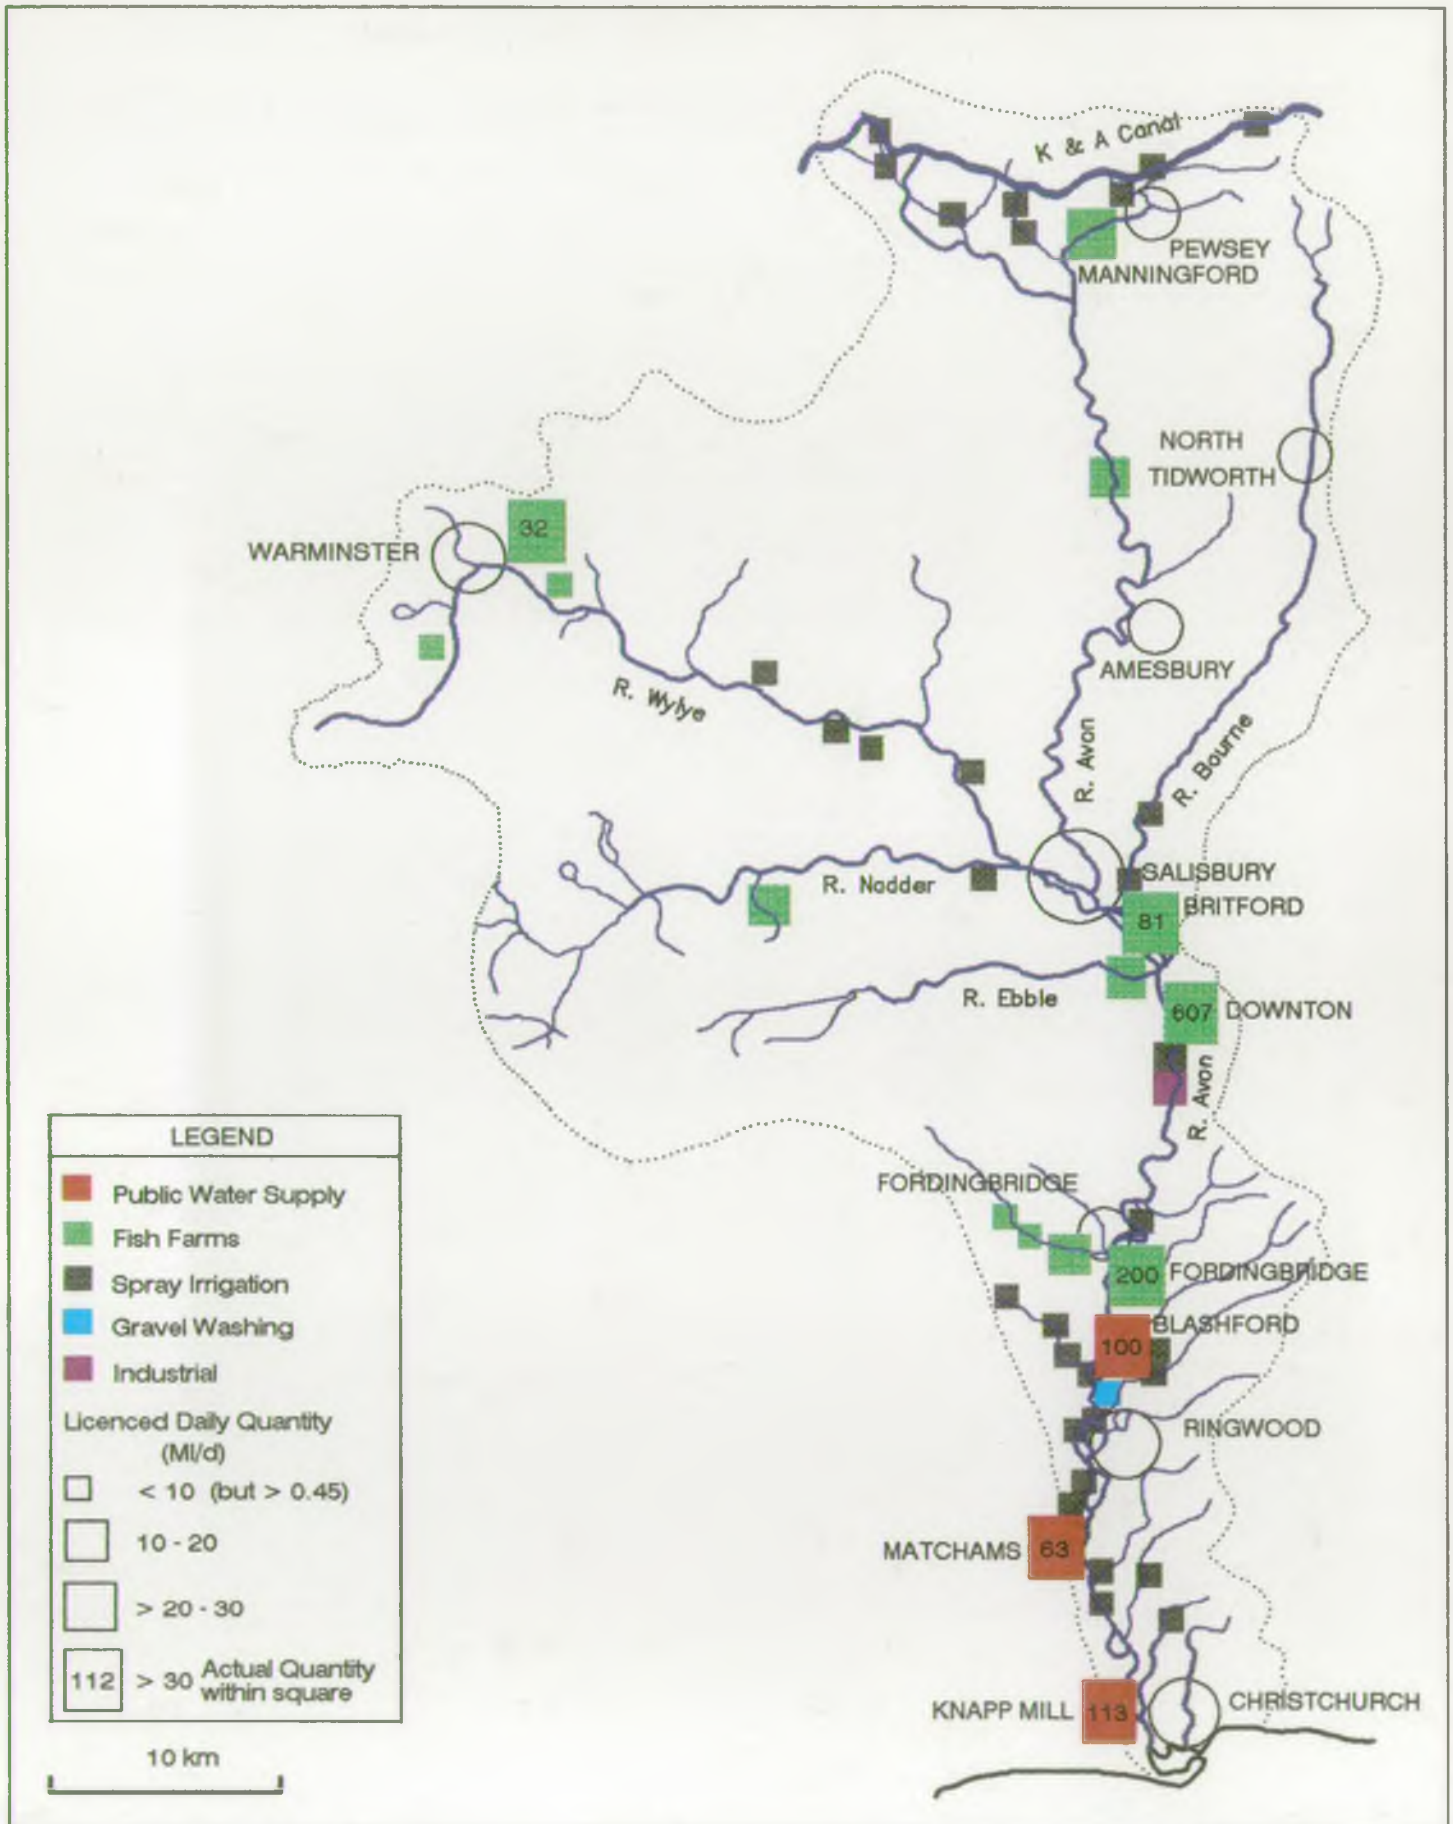 K & A Canal
PEWSEY
MANNINGFORD
NORTH
TIDWORTH
32
WARMINSTER
AMESBURY
R. Wylye
R. Avon
R. Bourne
SALISBURY
R. Nadder
BRITFORD
81
R. Ebble
607 DOWNTON
R. Avon
LEGEND
FORDINGBRIDGE
Public Water Supply
Fish Farms
200 FORDINGBRIDGE
Spray Irrigation
BLASHFORD
Gravel Washing
100
Industrial
Licenced Daily Quantity
(Ml/d)
RINGWOOD
< 10 (but > 0.45)
10 - 20
MATCHAMS 63
> 20 - 30
112 > 30 Actual Quantity
within square
KNAPP MILL 113
CHRISTCHURCH
10 km